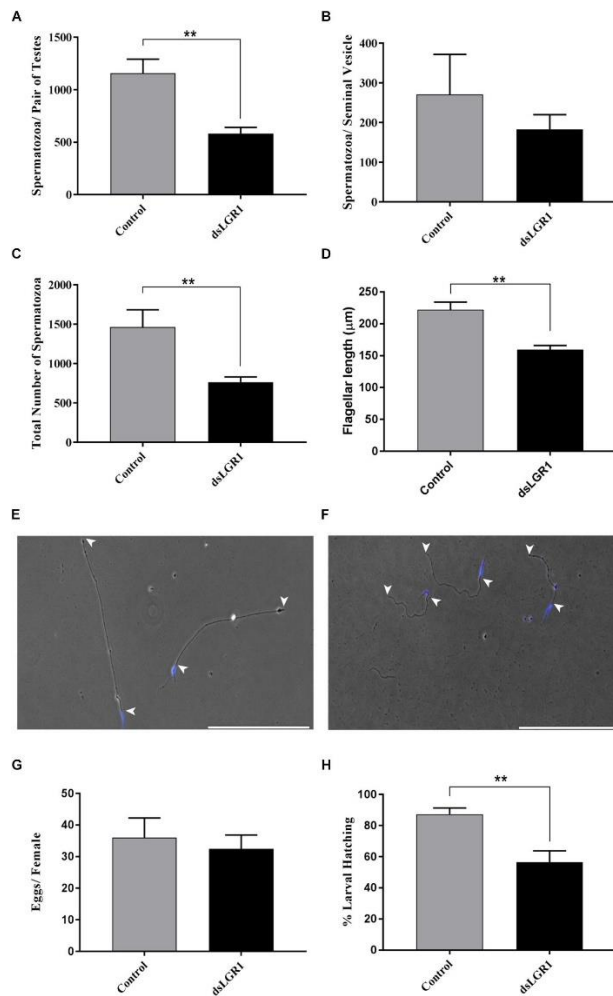 A
Spermatozoa/ Pair of Testes
1500
1000
500
0
**
Control
dsLGR1
B
Spermatozoa/ Seminal Vesicle
400
300
200
100
0
Control
dsLGR1
C
Total Number of Spermatozoa
2000
1500
1000
500
0
**
Control
dsLGR1
D
Flagellar length (μm)
250
200
150
100
50
0
**
Control
dsLGR1
E
F
G
Eggs/ Female
50
40
30
20
10
0
Control
dsLGR1
H
% Larval Hatching
100
80
60
40
20
0
**
Control
dsLGR1